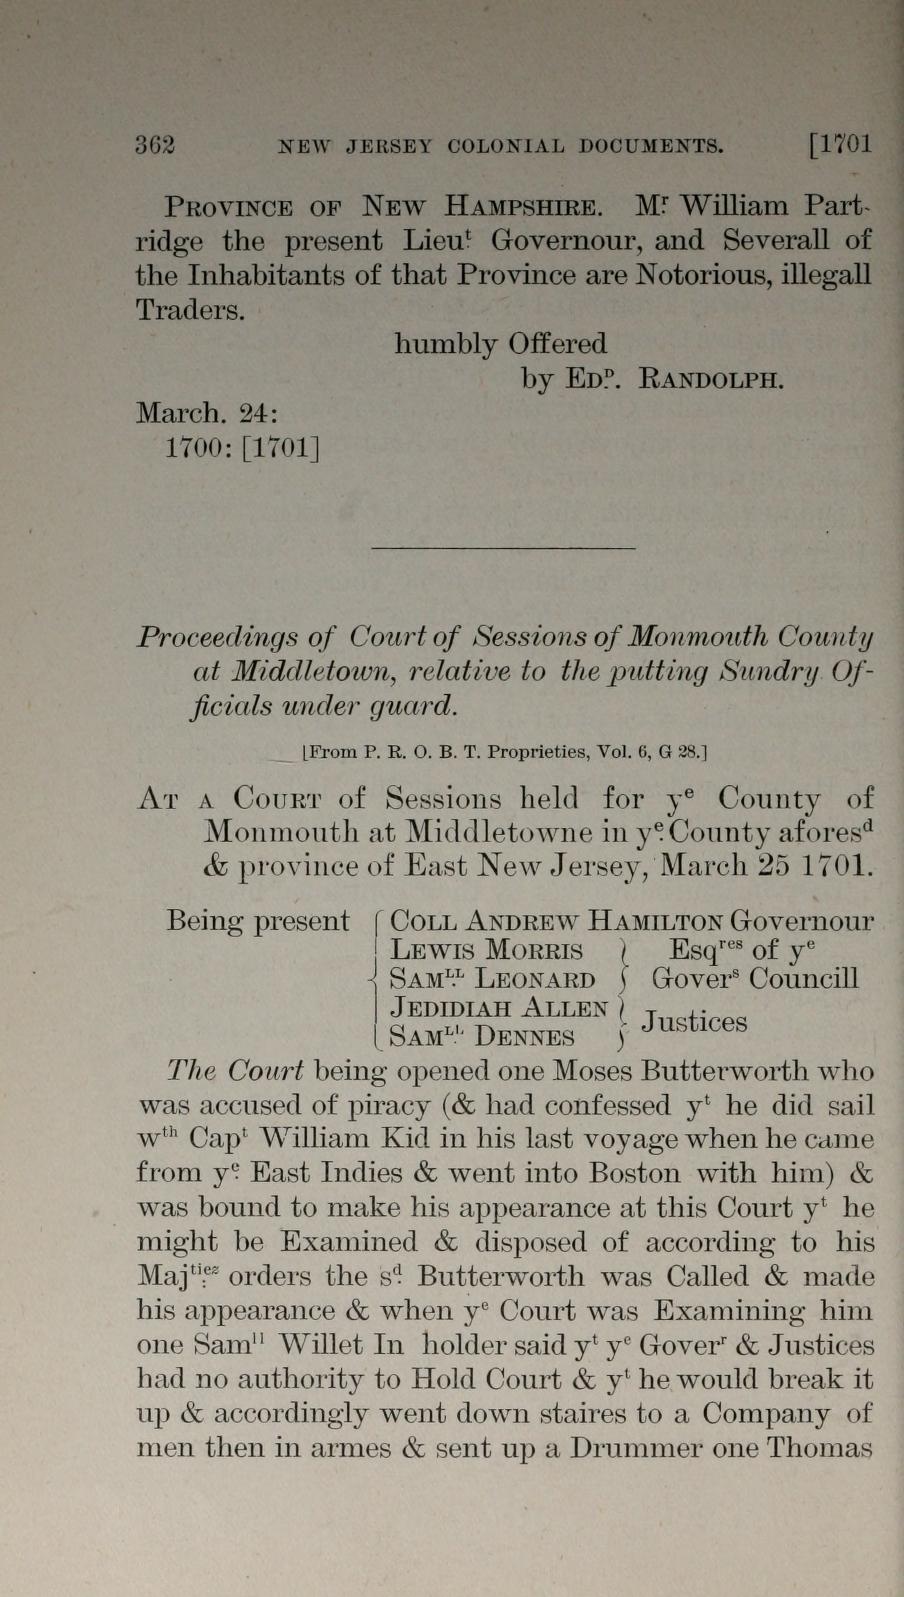 362 NEW JERSEY COLONIAL DOCUMENTS. [1701
PROVINCE OF NEW HAMPSHIRE. Mʳ William Part-
ridge the present Lieuᵗ Governour, and Severall of
the Inhabitants of that Province are Notorious, illegall
Traders.
humbly Offered
by EDᴰ. RANDOLPH.
March. 24:
1700: [1701]
Proceedings of Court of Sessions of Monmouth County
at Middletown, relative to the putting Sundry Of-
ficials under guard.
[From P. R. O. B. T. Proprieties, Vol. 6, G 28.]
AT A COURT of Sessions held for yᵉ County of
Monmouth at Middletowne in yᵉ County aforesᵈ
& province of East New Jersey, March 25 1701.
Being present { COLL ANDREW HAMILTON Governour
LEWIS MORRIS } Esqʳᵉˢ of yᵉ
SAMᴸᴸ LEONARD } Goverˢ Councill
JEDIDIAH ALLEN } Justices
SAMᴸᴸ DENNES }
The Court being opened one Moses Butterworth who
was accused of piracy (& had confessed yᵗ he did sail
wᵗʰ Capᵗ William Kid in his last voyage when he came
from yᵉ East Indies & went into Boston with him) &
was bound to make his appearance at this Court yᵗ he
might be Examined & disposed of according to his
Majᵗⁱᵉˢ orders the sᵈ Butterworth was Called & made
his appearance & when yᵉ Court was Examining him
one Samˡˡ Willet In holder said yᵗ yᵉ Goverʳ & Justices
had no authority to Hold Court & yᵗ he would break it
up & accordingly went down staires to a Company of
men then in armes & sent up a Drummer one Thomas